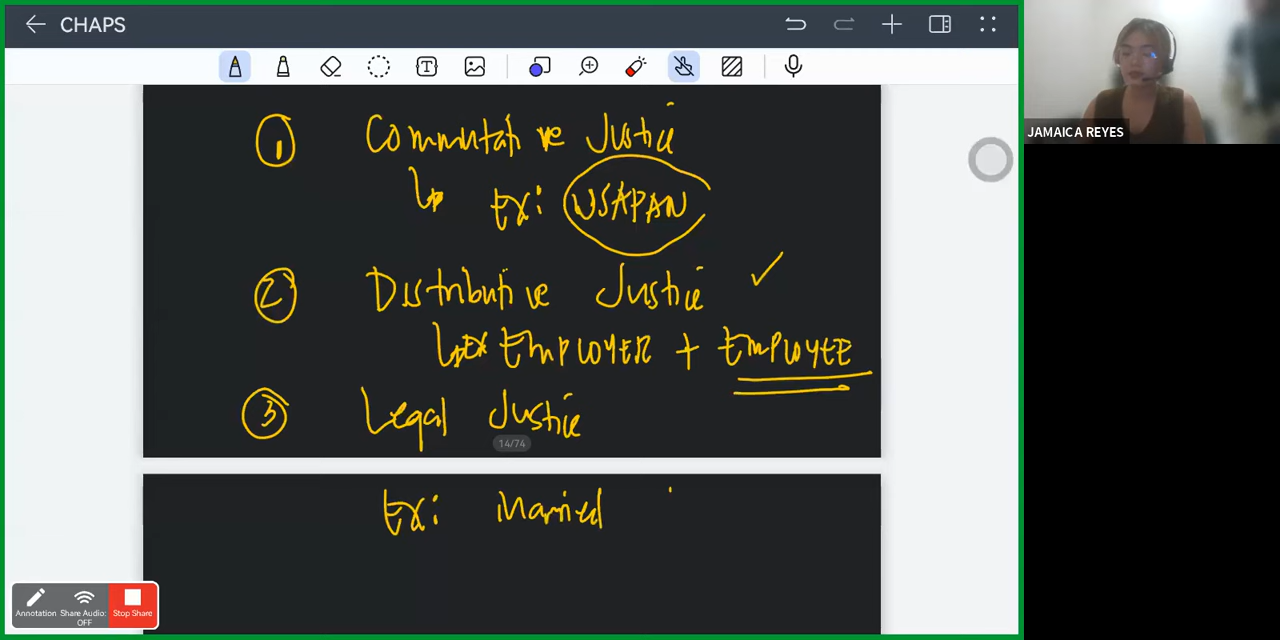 CHAPS
① Commutative Justice
Ex: USAPAN
② Distributive Justice ✓
Ex EMPLOYER + EMPLOYEE
③ Legal Justice
14/74
Ex: Married
Annotation
Share Audio: OFF
Stop Share
JAMAICA REYES